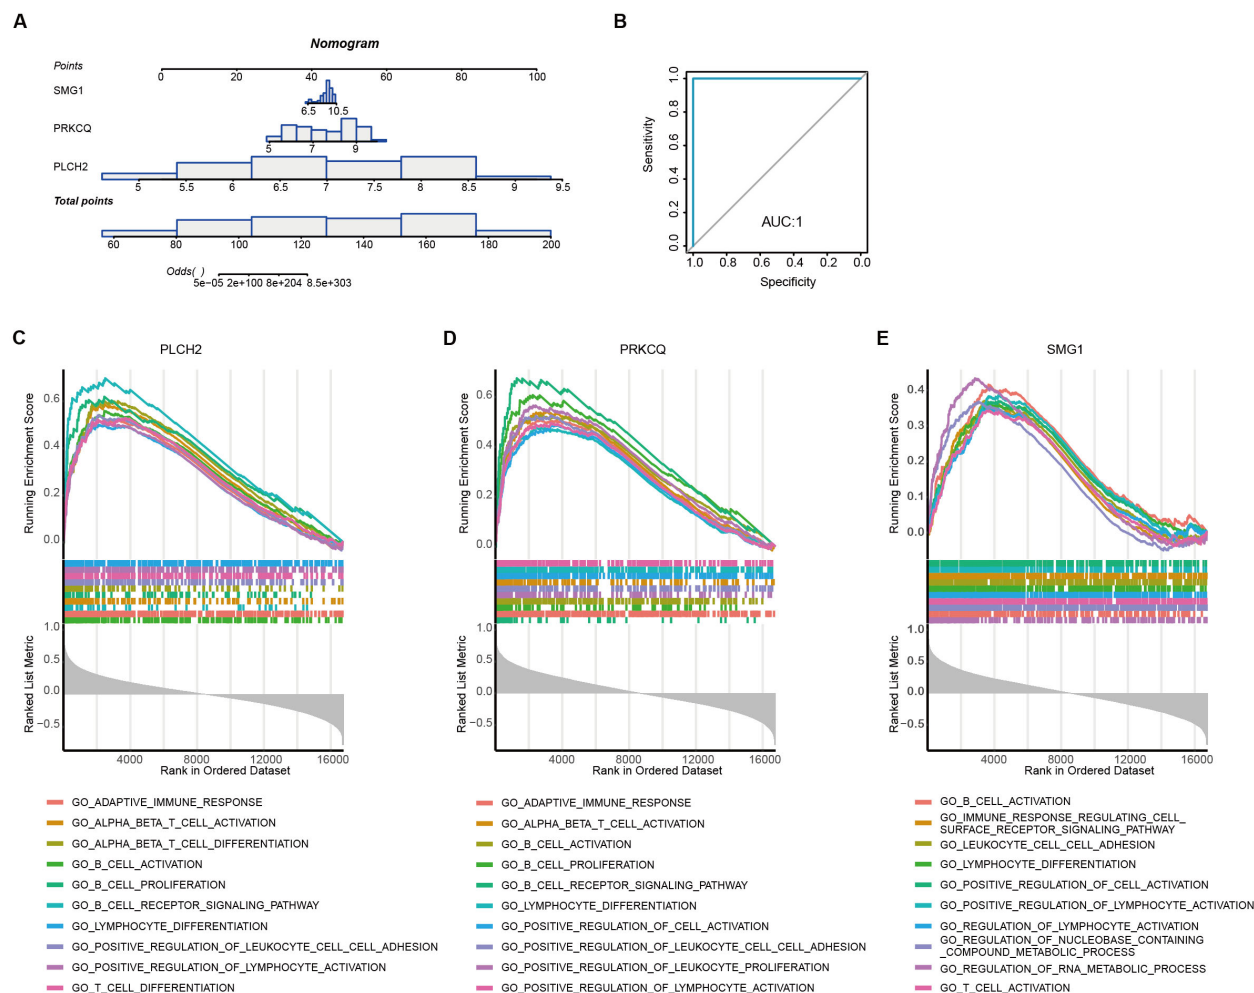 A
B
Nomogram
Points
0 20 40 60 80 100
SMG1
6.5 10.5
PRKCQ
5 7 9
PLCH2
5 5.5 6 6.5 7 7.5 8 8.5 9 9.5
Total points
60 80 100 120 140 160 180 200
Odds( )
5e−05 2e+100 8e+204 8.5e+303
Sensitivity
1.0
0.8
0.6
0.4
0.2
0.0
AUC:1
1.0 0.8 0.6 0.4 0.2 0.0
Specificity
C
PLCH2
Running Enrichment Score
0.6
0.4
0.2
0.0
Ranked List Metric
1.0
0.5
0.0
−0.5
4000 8000 12000 16000
Rank in Ordered Dataset
GO_ADAPTIVE_IMMUNE_RESPONSE
GO_ALPHA_BETA_T_CELL_ACTIVATION
GO_ALPHA_BETA_T_CELL_DIFFERENTIATION
GO_B_CELL_ACTIVATION
GO_B_CELL_PROLIFERATION
GO_B_CELL_RECEPTOR_SIGNALING_PATHWAY
GO_LYMPHOCYTE_DIFFERENTIATION
GO_POSITIVE_REGULATION_OF_LEUKOCYTE_CELL_CELL_ADHESION
GO_POSITIVE_REGULATION_OF_LYMPHOCYTE_ACTIVATION
GO_T_CELL_DIFFERENTIATION
D
PRKCQ
Running Enrichment Score
0.6
0.4
0.2
0.0
Ranked List Metric
1.0
0.5
0.0
−0.5
4000 8000 12000 16000
Rank in Ordered Dataset
GO_ADAPTIVE_IMMUNE_RESPONSE
GO_ALPHA_BETA_T_CELL_ACTIVATION
GO_B_CELL_ACTIVATION
GO_B_CELL_PROLIFERATION
GO_B_CELL_RECEPTOR_SIGNALING_PATHWAY
GO_LYMPHOCYTE_DIFFERENTIATION
GO_POSITIVE_REGULATION_OF_CELL_ACTIVATION
GO_POSITIVE_REGULATION_OF_LEUKOCYTE_CELL_CELL_ADHESION
GO_POSITIVE_REGULATION_OF_LEUKOCYTE_PROLIFERATION
GO_POSITIVE_REGULATION_OF_LYMPHOCYTE_ACTIVATION
E
SMG1
Running Enrichment Score
0.4
0.3
0.2
0.1
0.0
Ranked List Metric
1.0
0.5
0.0
−0.5
4000 8000 12000 16000
Rank in Ordered Dataset
GO_B_CELL_ACTIVATION
GO_IMMUNE_RESPONSE_REGULATING_CELL_
SURFACE_RECEPTOR_SIGNALING_PATHWAY
GO_LEUKOCYTE_CELL_CELL_ADHESION
GO_LYMPHOCYTE_DIFFERENTIATION
GO_POSITIVE_REGULATION_OF_CELL_ACTIVATION
GO_POSITIVE_REGULATION_OF_LYMPHOCYTE_ACTIVATION
GO_REGULATION_OF_LYMPHOCYTE_ACTIVATION
GO_REGULATION_OF_NUCLEOBASE_CONTAINING
_COMPOUND_METABOLIC_PROCESS
GO_REGULATION_OF_RNA_METABOLIC_PROCESS
GO_T_CELL_ACTIVATION